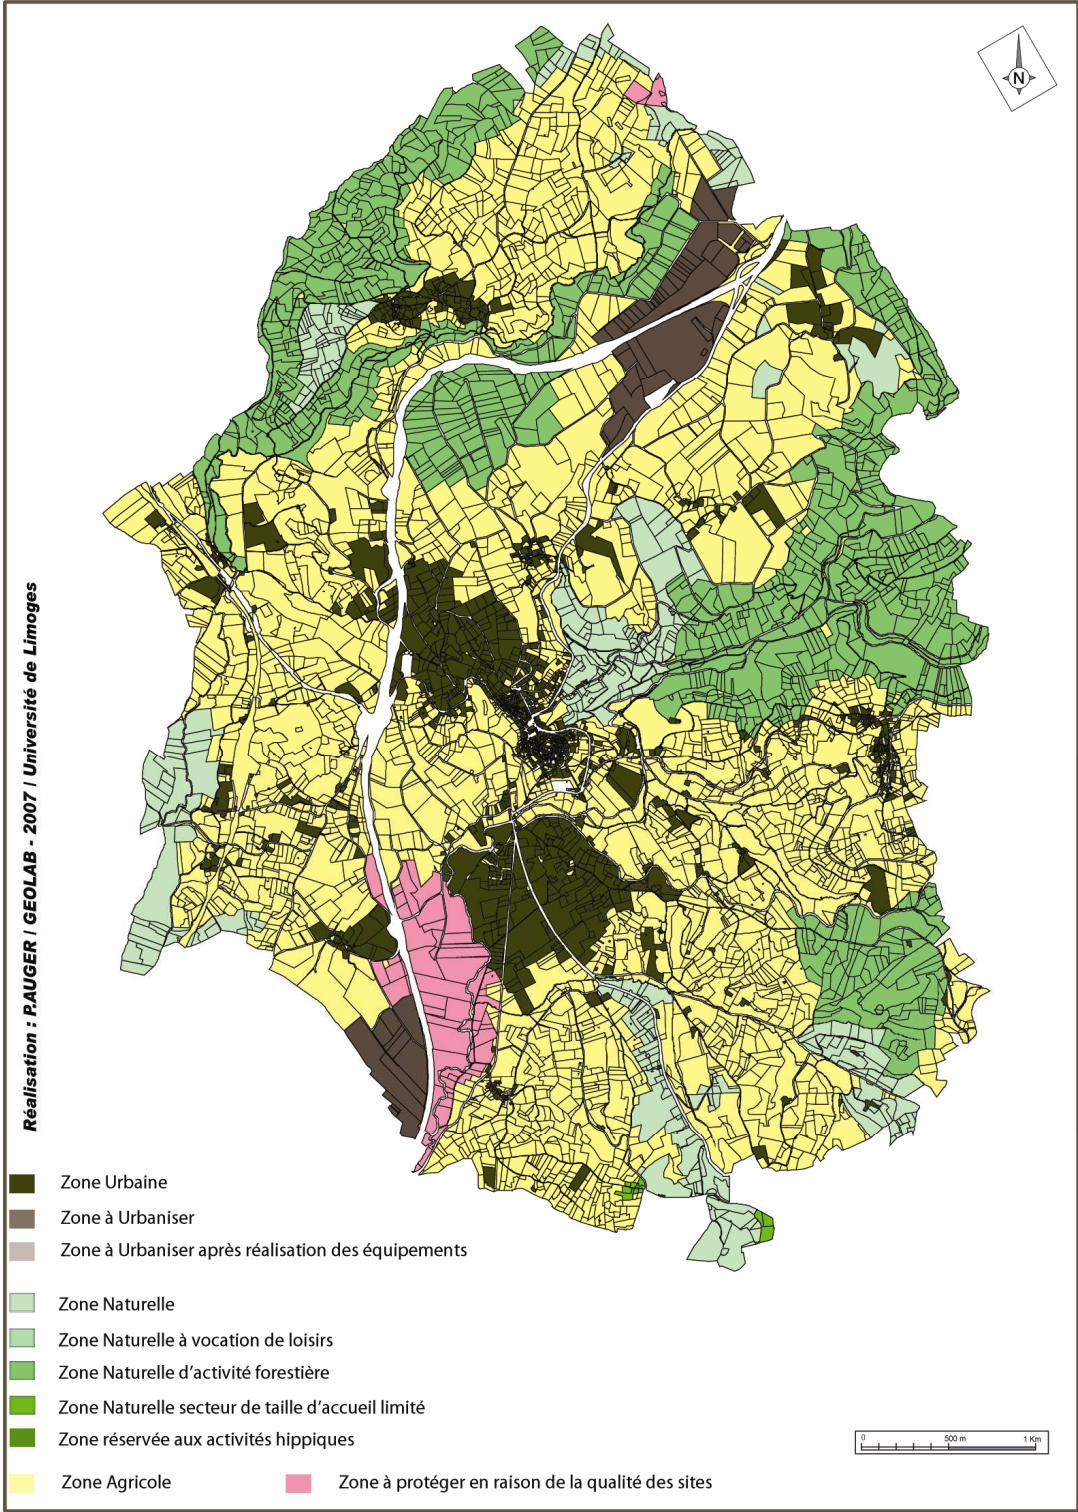 N
Réalisation : P.AUGER / GEOLAB - 2007 / Université de Limoges
Zone Urbaine
Zone à Urbaniser
Zone à Urbaniser après réalisation des équipements
Zone Naturelle
Zone Naturelle à vocation de loisirs
Zone Naturelle d'activité forestière
Zone Naturelle secteur de taille d'accueil limité
Zone réservée aux activités hippiques
Zone Agricole
Zone à protéger en raison de la qualité des sites
0 500 m 1 Km